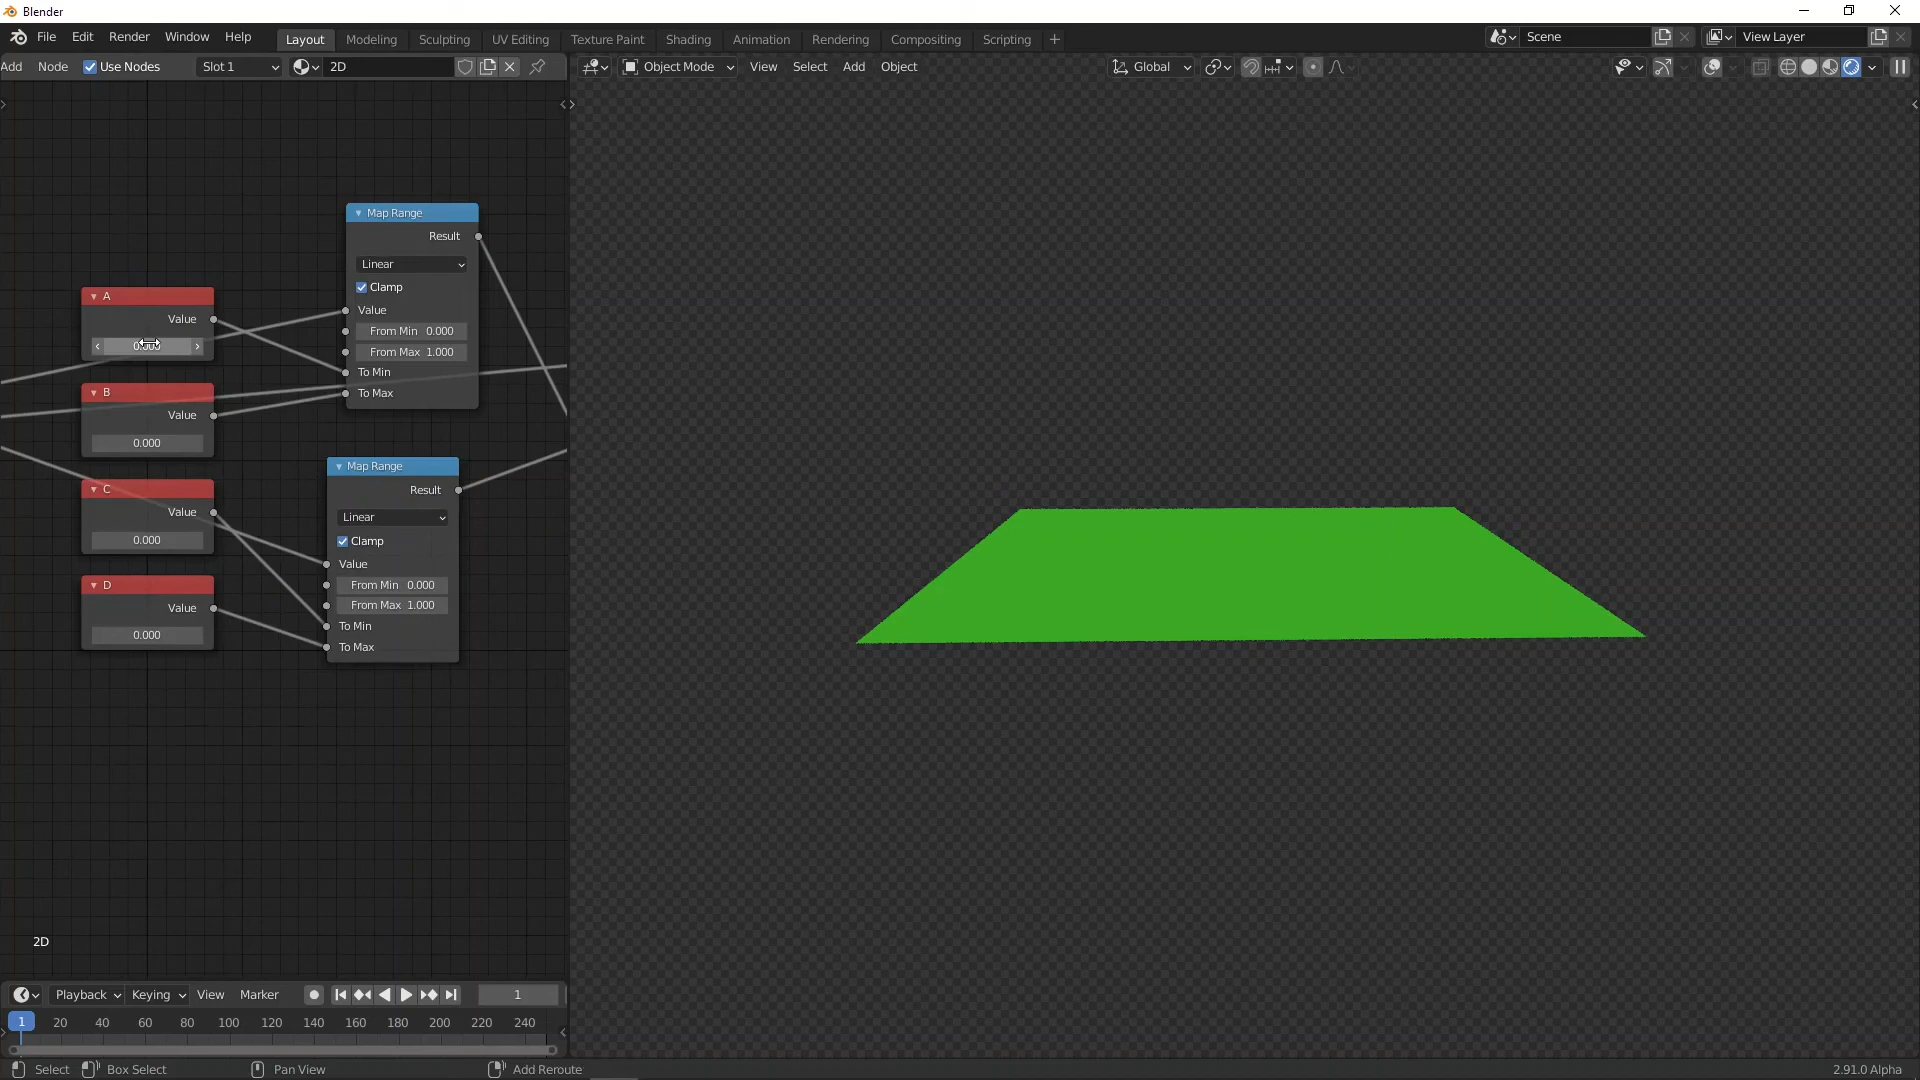 Blender
File Edit Render Window Help Layout Modeling Sculpting UV Editing Texture Paint Shading Animation Rendering Compositing Scripting + Scene View Layer
Add Node Use Nodes Slot 1 2D Object Mode View Select Add Object Global
Map Range
Result
Linear
Clamp
Value
From Min 0.000
From Max 1.000
To Min
To Max
A
Value
0.000
B
Value
0.000
C
Value
0.000
D
Value
0.000
Map Range
Result
Linear
Clamp
Value
From Min 0.000
From Max 1.000
To Min
To Max
2D
Playback Keying View Marker 1
1 20 40 60 80 100 120 140 160 180 200 220 240
Select Box Select Pan View Add Reroute 2.91.0 Alpha